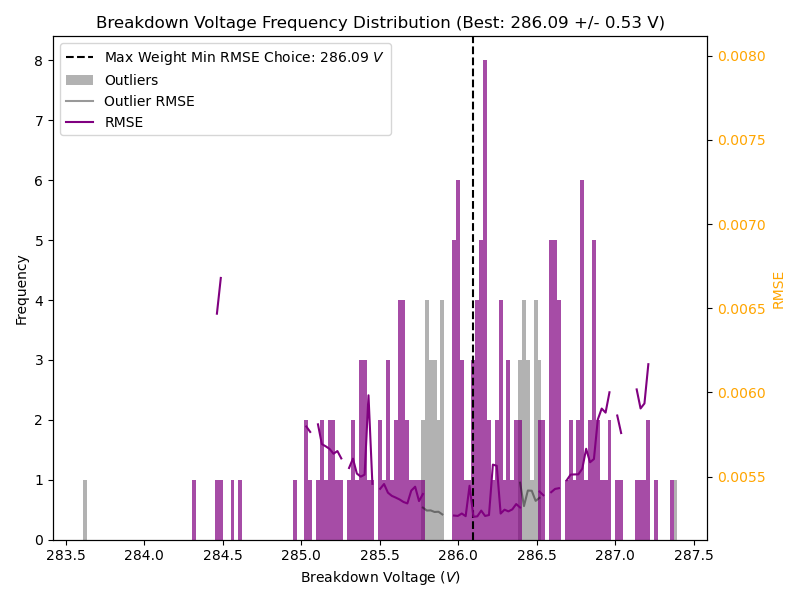 Breakdown Voltage Frequency Distribution (Best: 286.09 +/- 0.53 V)
Max Weight Min RMSE Choice: 286.09 V
Outliers
Outlier RMSE
RMSE
Frequency
8
7
6
5
4
3
2
1
0
0.0080
0.0075
0.0070
0.0065
0.0060
0.0055
RMSE
283.5 284.0 284.5 285.0 285.5 286.0 286.5 287.0 287.5
Breakdown Voltage (V)